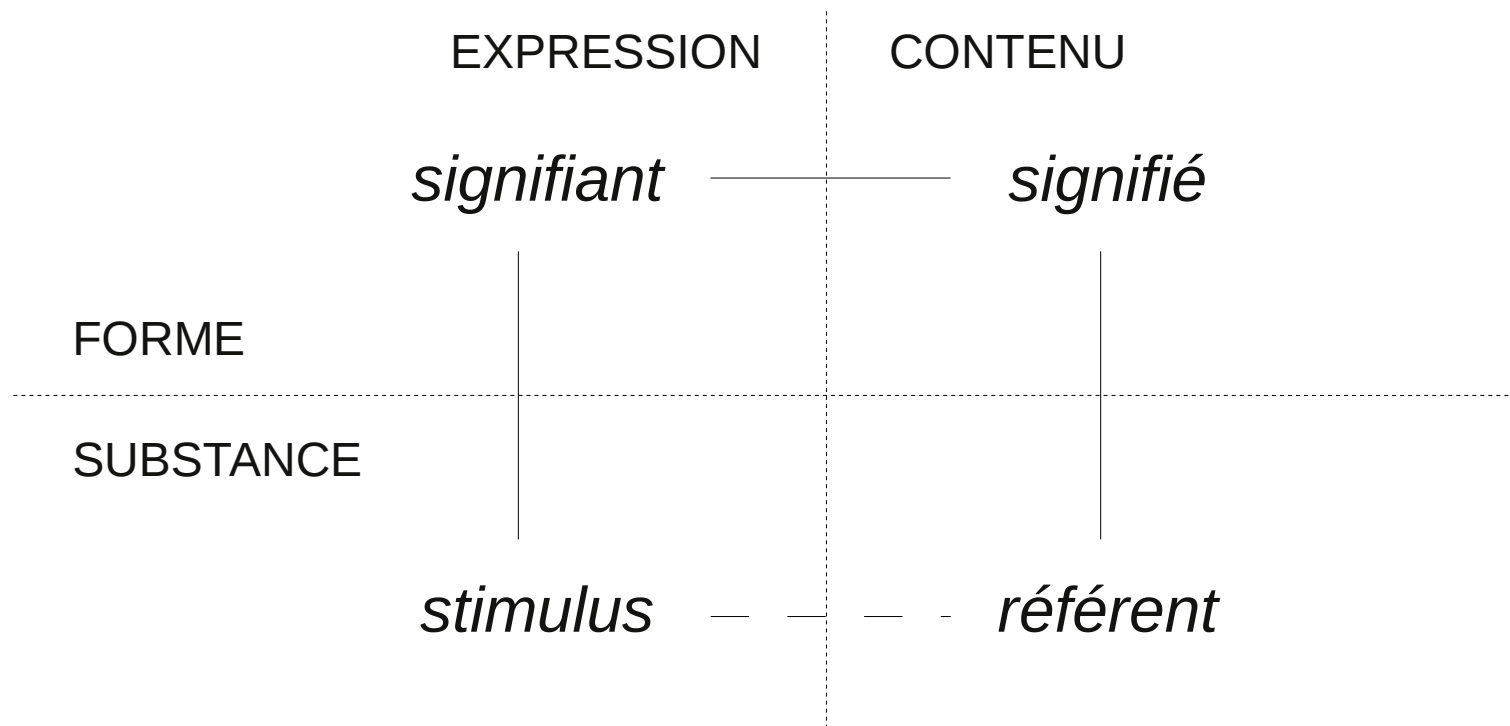 EXPRESSION CONTENU
signifiant signifié
FORME
SUBSTANCE
stimulus référent